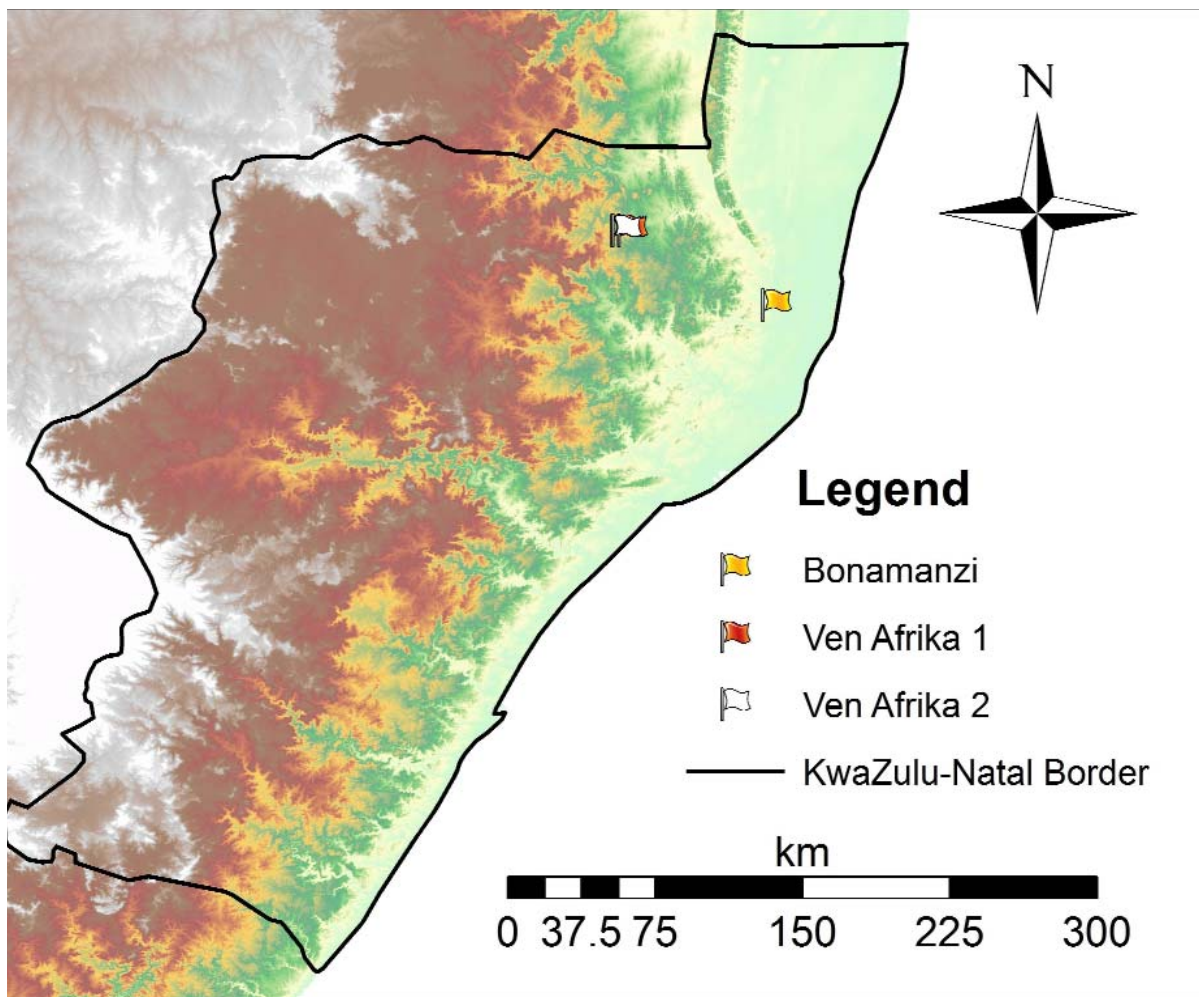 N
Legend
Bonamanzi
Ven Afrika 1
Ven Afrika 2
KwaZulu-Natal Border
km
0 37.5 75 150 225 300